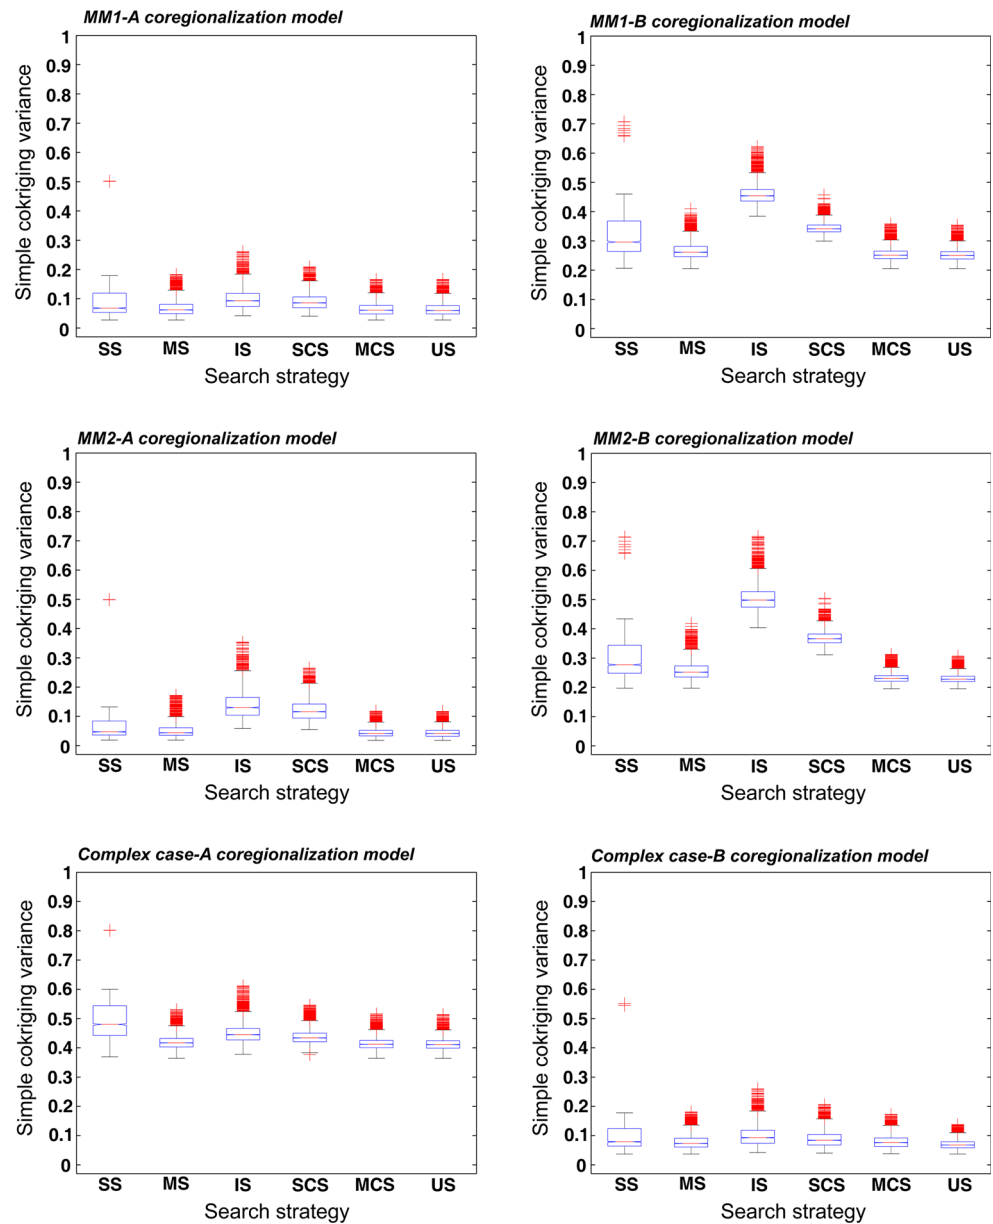 MM1-A coregionalization model
1
0.9
0.8
0.7
0.6
0.5
0.4
0.3
0.2
0.1
0
Simple cokriging variance
SS MS IS SCS MCS US
Search strategy
MM1-B coregionalization model
1
0.9
0.8
0.7
0.6
0.5
0.4
0.3
0.2
0.1
0
Simple cokriging variance
SS MS IS SCS MCS US
Search strategy
MM2-A coregionalization model
1
0.9
0.8
0.7
0.6
0.5
0.4
0.3
0.2
0.1
0
Simple cokriging variance
SS MS IS SCS MCS US
Search strategy
MM2-B coregionalization model
1
0.9
0.8
0.7
0.6
0.5
0.4
0.3
0.2
0.1
0
Simple cokriging variance
SS MS IS SCS MCS US
Search strategy
Complex case-A coregionalization model
1
0.9
0.8
0.7
0.6
0.5
0.4
0.3
0.2
0.1
0
Simple cokriging variance
SS MS IS SCS MCS US
Search strategy
Complex case-B coregionalization model
1
0.9
0.8
0.7
0.6
0.5
0.4
0.3
0.2
0.1
0
Simple cokriging variance
SS MS IS SCS MCS US
Search strategy